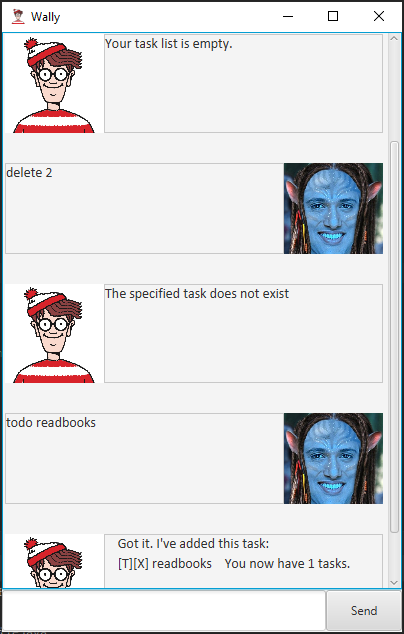 Wally
Your task list is empty.
delete 2
The specified task does not exist
todo readbooks
Got it. I've added this task:
[T][X] readbooks    You now have 1 tasks.
Send